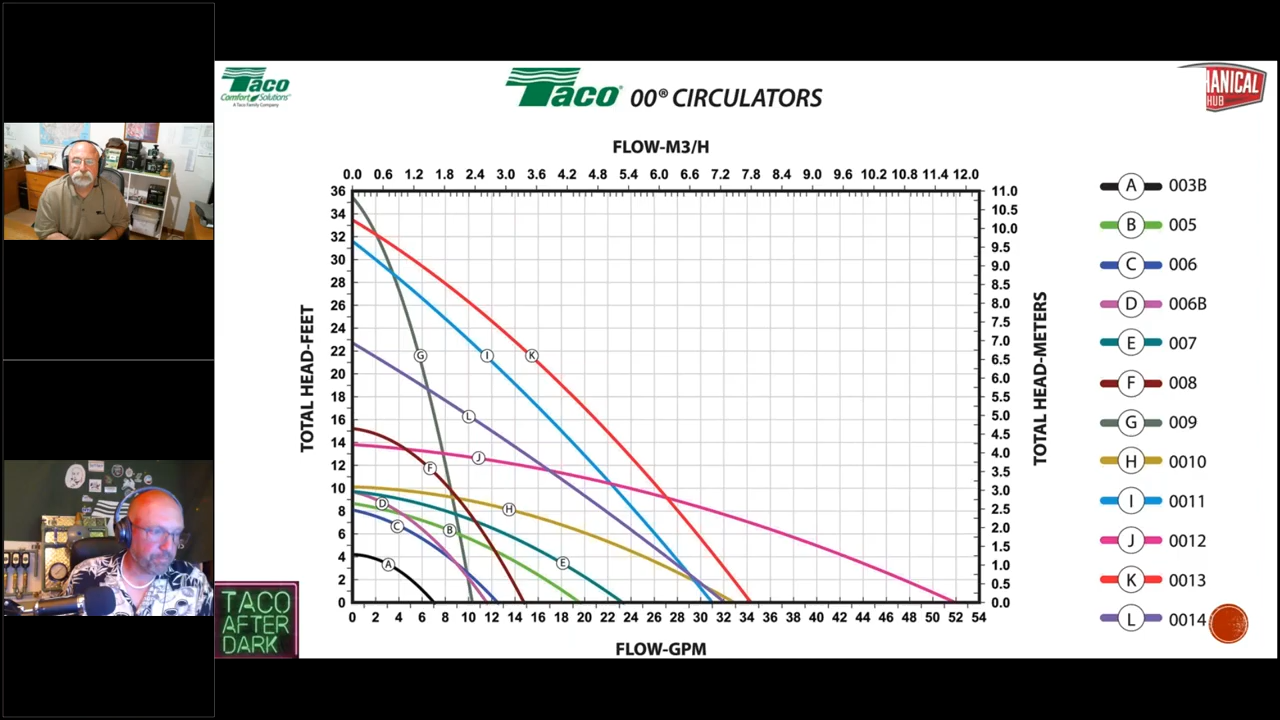 Taco
Comfort Solutions
A Taco Family Company
Taco 00® CIRCULATORS
HANICAL
HUB
FLOW-M3/H
0.0 0.6 1.2 1.8 2.4 3.0 3.6 4.2 4.8 5.4 6.0 6.6 7.2 7.8 8.4 9.0 9.6 10.2 10.8 11.4 12.0
TOTAL HEAD-FEET
36
34
32
30
28
26
24
22
20
18
16
14
12
10
8
6
4
2
0
G
I
K
L
J
F
D
H
C
B
E
A
11.0
10.5
10.0
9.5
9.0
8.5
8.0
7.5
7.0
6.5
6.0
5.5
5.0
4.5
4.0
3.5
3.0
2.5
2.0
1.5
1.0
0.5
0.0
TOTAL HEAD-METERS
0 2 4 6 8 10 12 14 16 18 20 22 24 26 28 30 32 34 36 38 40 42 44 46 48 50 52 54
FLOW-GPM
A 003B
B 005
C 006
D 006B
E 007
F 008
G 009
H 0010
I 0011
J 0012
K 0013
L 0014
TACO
AFTER
DARK